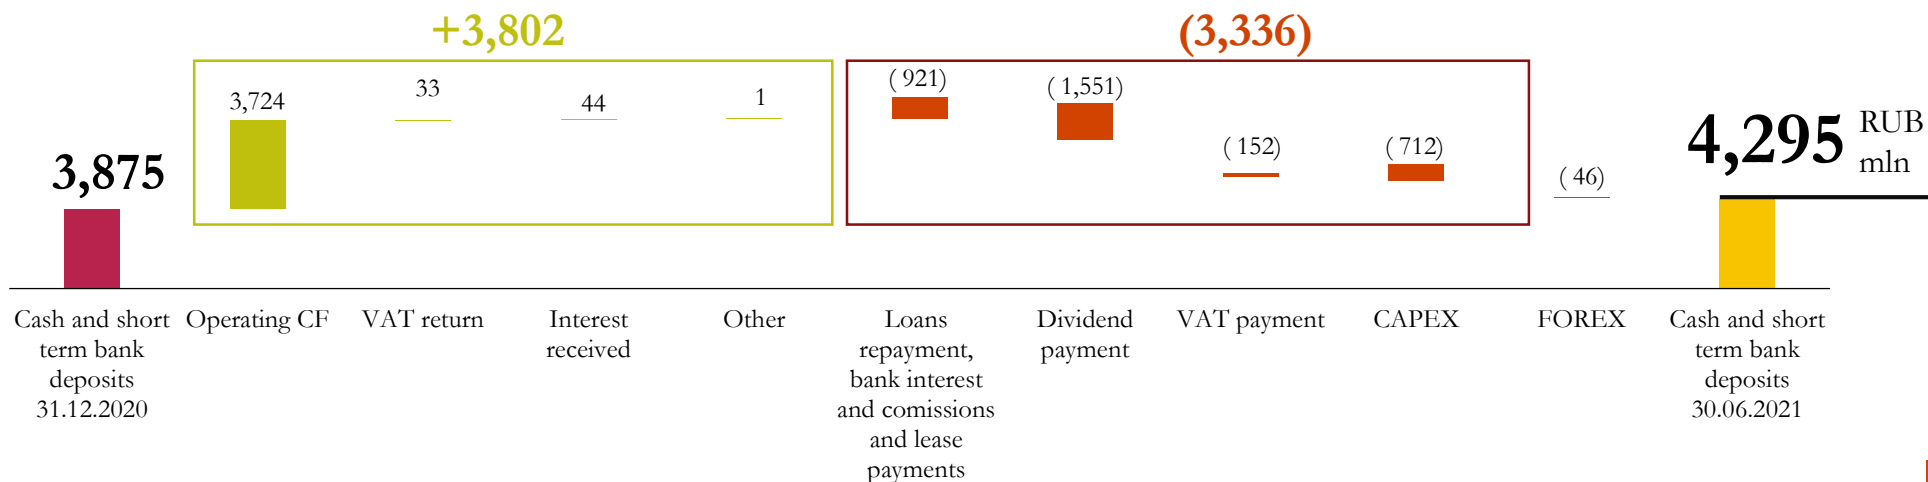 +3,802
(3,336)
3,724
33
44
1
( 921)
( 1,551)
( 152)
( 712)
( 46)
3,875
4,295
RUB
mln
Cash and short
term bank
deposits
31.12.2020
Operating CF
VAT return
Interest
received
Other
Loans
repayment,
bank interest
and comissions
and lease
payments
Dividend
payment
VAT payment
CAPEX
FOREX
Cash and short
term bank
deposits
30.06.2021